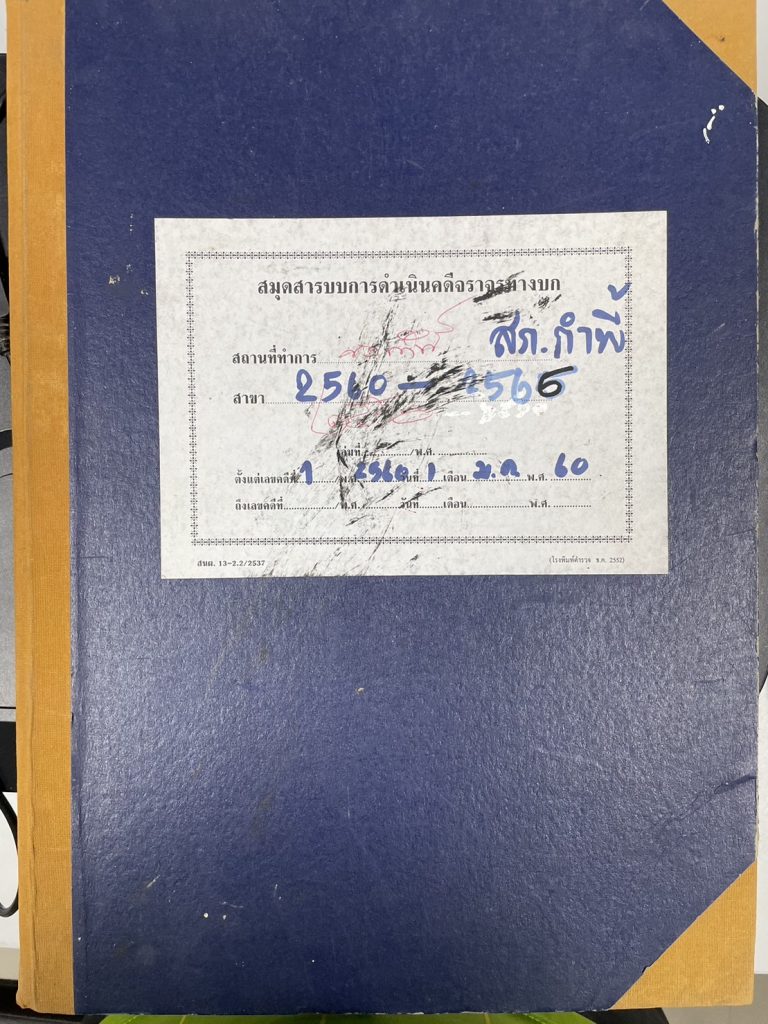 สมุดสารบบการดำเนินคดีจราจรทางบก
สถานที่ทำการ สภ.กำพี้
สาขา 2560 - 2566
เล่มที่ /พ.ศ.
ตั้งแต่เลขคดีที่ 1 /พ.ศ. 2560 วันที่ 1 เดือน ม.ค. พ.ศ. 60
ถึงเลขคดีที่ /พ.ศ. วันที่ เดือน พ.ศ.
สนผ. 13-2.2/2537 (โรงพิมพ์ตำรวจ ธ.ค. 2552)